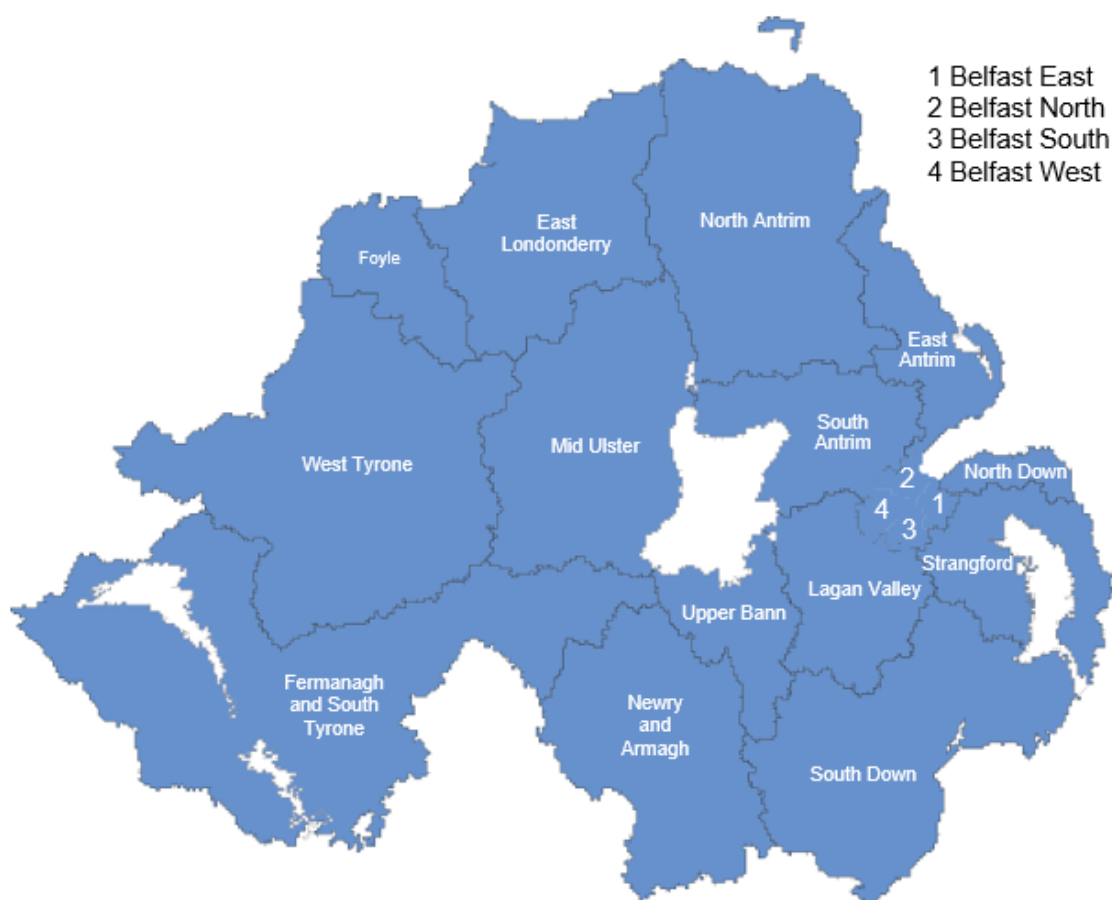 1 Belfast East
2 Belfast North
3 Belfast South
4 Belfast West
East
Londonderry
North Antrim
Foyle
East
Antrim
South
Antrim
Mid Ulster
West Tyrone
North Down
2
1
4
3
Strangford
Lagan Valley
Upper Bann
Fermanagh
and South
Tyrone
Newry
and
Armagh
South Down